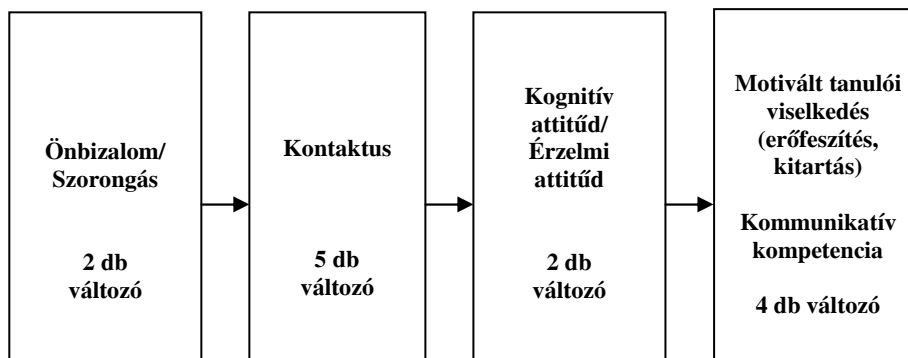 Önbizalom/
Szorongás
2 db
változó
Kontaktus
5 db
változó
Kognitív
attitűd/
Érzelmi
attitűd
2 db
változó
Motivált tanulói
viselkedés
(erőfeszítés,
kitartás)
Kommunikatív
kompetencia
4 db változó